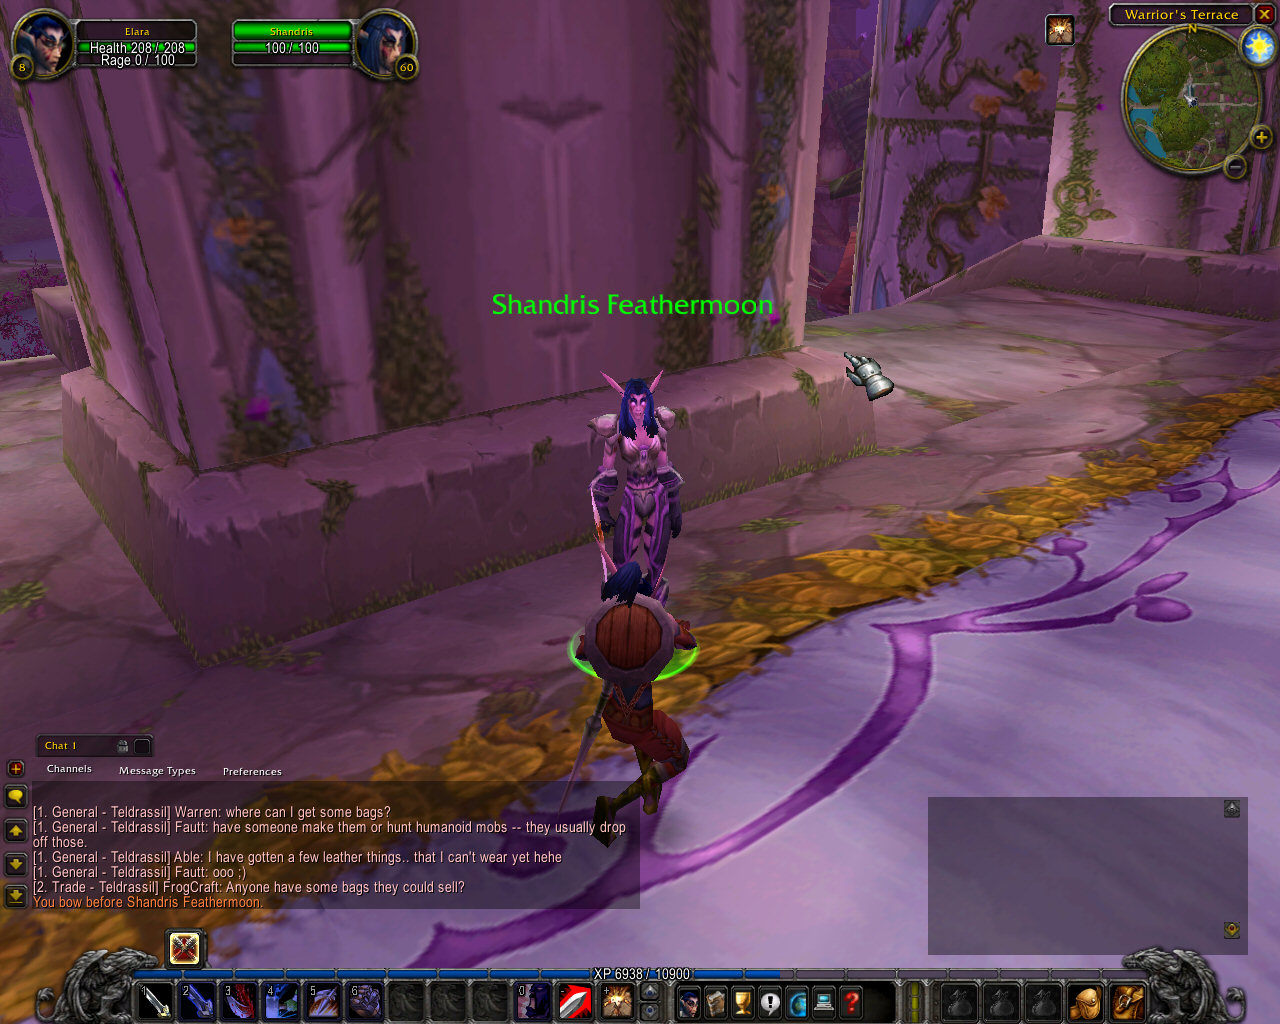 Elara
Health 208 / 208
Rage 0 / 100
8
Shandris
100 / 100
60
Warrior's Terrace
N
Shandris Feathermoon
Chat 1
Channels
Message Types
Preferences
[1. General - Teldrassil] Warren: where can I get some bags?
[1. General - Teldrassil] Fautt: have someone make them or hunt humanoid mobs -- they usually drop
off those.
[1. General - Teldrassil] Able: I have gotten a few leather things.. that I can't wear yet hehe
[1. General - Teldrassil] Fautt: ooo ;)
[2. Trade - Teldrassil] FrogCraft: Anyone have some bags they could sell?
You bow before Shandris Feathermoon.
XP 6938 / 10900
1 2 3 4 5 6 0 - +